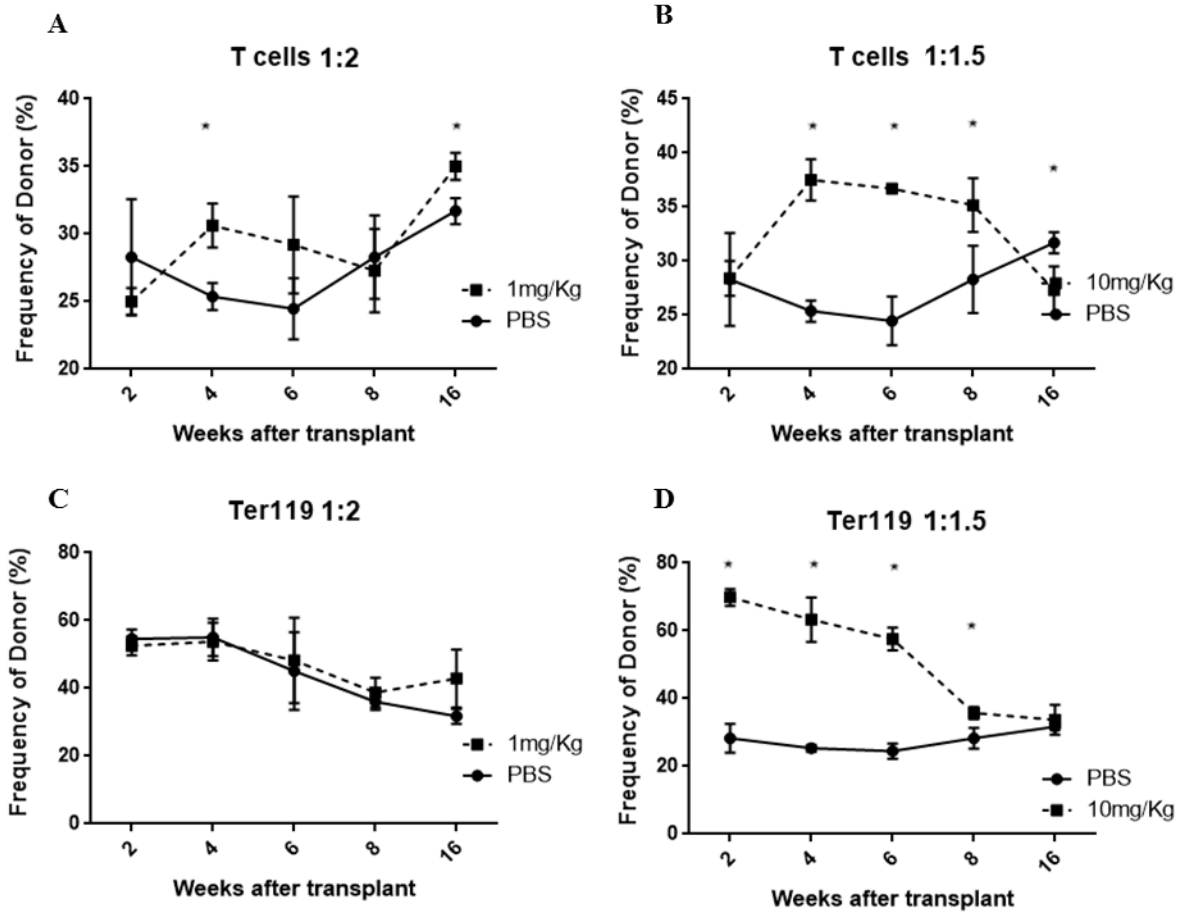 A
T cells 1:2
Frequency of Donor (%)
40
35
30
25
20
*
*
1mg/Kg
PBS
2
4
6
8
16
Weeks after transplant
B
T cells 1:1.5
Frequency of Donor (%)
45
40
35
30
25
20
*
*
*
*
10mg/Kg
PBS
2
4
6
8
16
Weeks after transplant
C
Ter119 1:2
Frequency of Donor (%)
80
60
40
20
0
1mg/Kg
PBS
2
4
6
8
16
Weeks after transplant
D
Ter119 1:1.5
Frequency of Donor (%)
80
60
40
20
0
*
*
*
*
PBS
10mg/Kg
2
4
6
8
16
Weeks after transplant